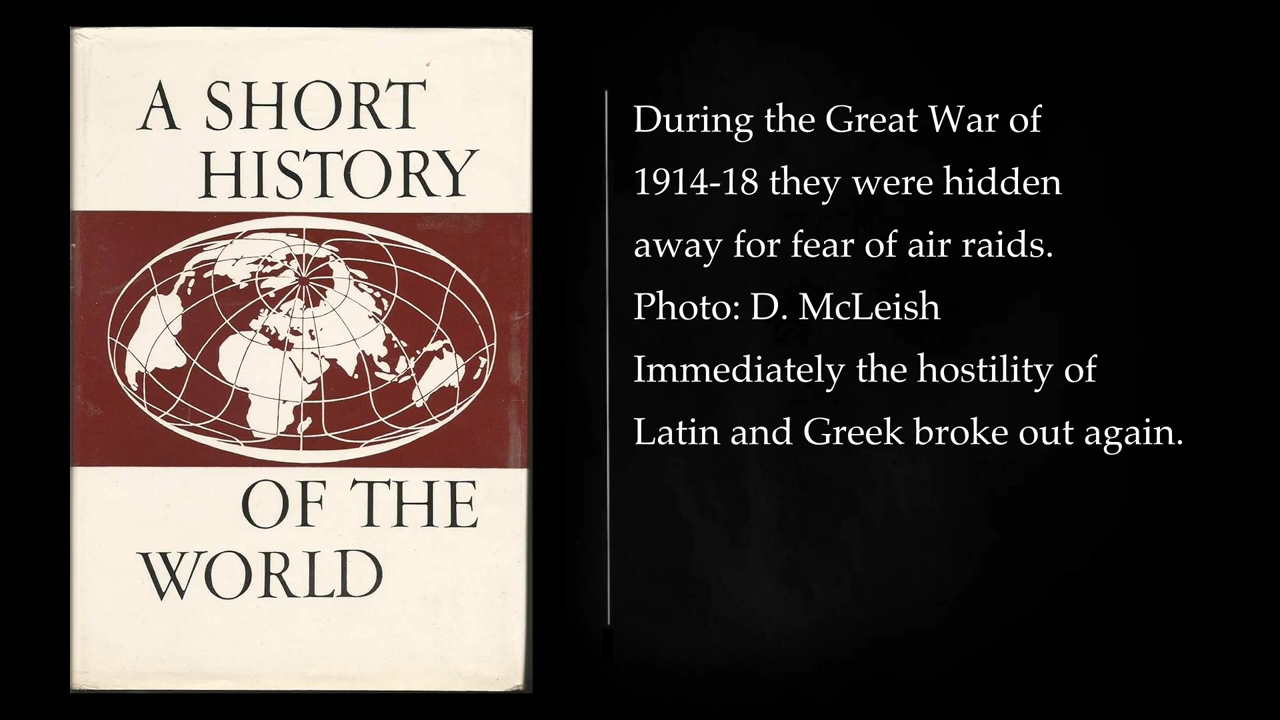 A SHORT
HISTORY
OF THE
WORLD
During the Great War of
1914-18 they were hidden
away for fear of air raids.
Photo: D. McLeish
Immediately the hostility of
Latin and Greek broke out again.